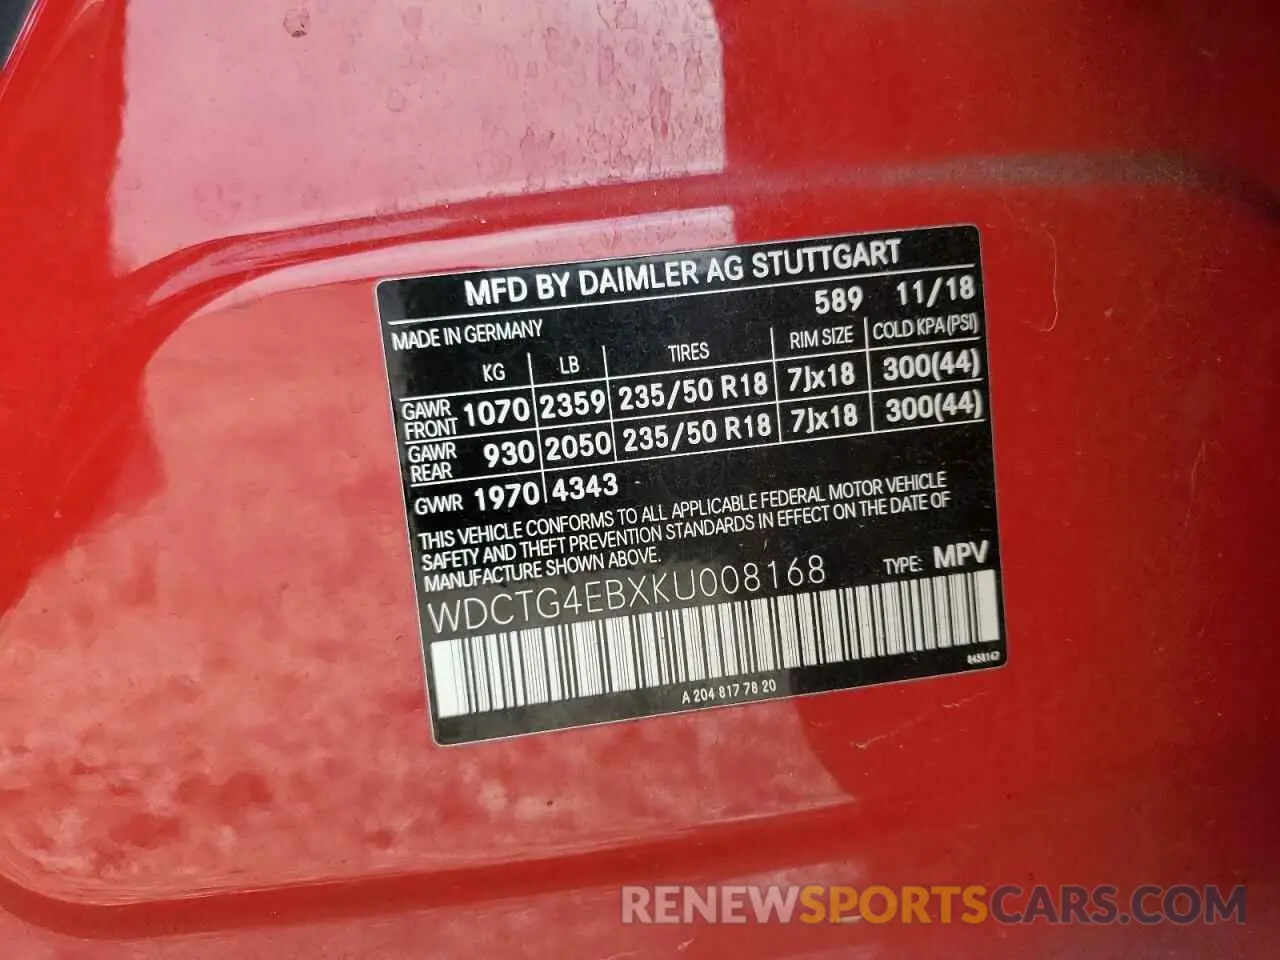 MFD BY DAIMLER AG STUTTGART
589 11/18
MADE IN GERMANY
KG LB TIRES RIM SIZE COLD KPA(PSI)
GAWR FRONT 1070 2359 235/50 R18 7Jx18 300(44)
GAWR REAR 930 2050 235/50 R18 7Jx18 300(44)
GWR 1970 4343
THIS VEHICLE CONFORMS TO ALL APPLICABLE FEDERAL MOTOR VEHICLE
SAFETY AND THEFT PREVENTION STANDARDS IN EFFECT ON THE DATE OF
MANUFACTURE SHOWN ABOVE.
WDCTG4EBXKU008168 TYPE: MPV
A 204 817 78 20
RENEWSPORTSCARS.COM